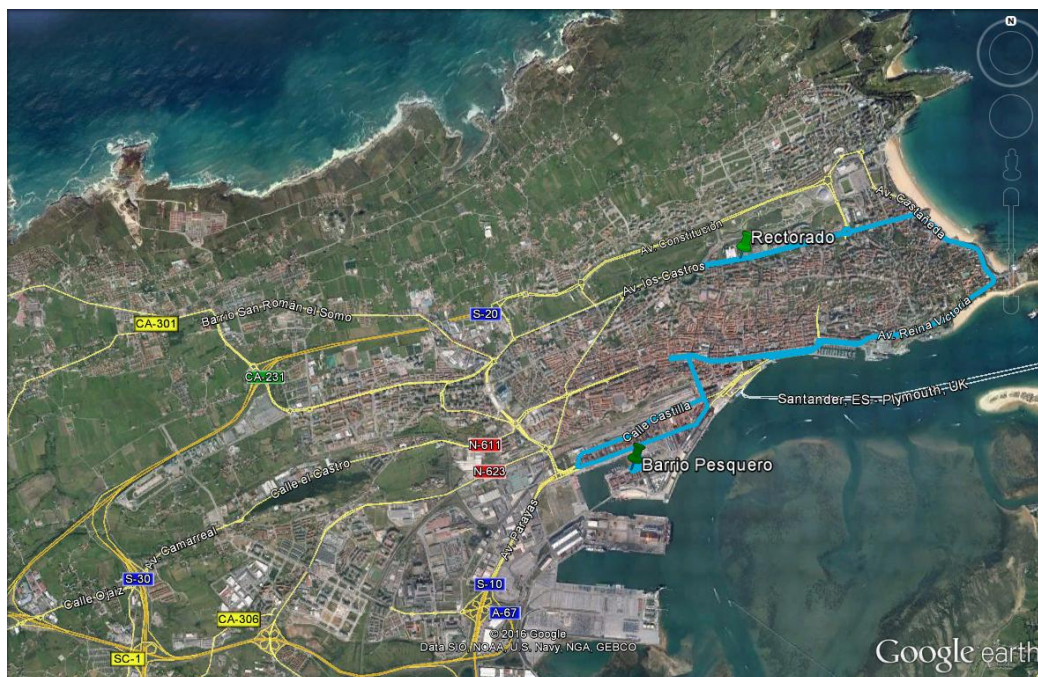 N
Av. Castañeda
Rectorado
Av. Constitución
Av. los Castros
S-20
CA-301
Barrio San Román el Somo
Av. Reina Victoria
CA-231
Santander, ES - Plymouth, UK
Calle Castilla
N-611
Barrio Pesquero
N-623
Calle el Castro
Av. Parayas
Av. Camarreal
S-30
S-10
Calle Ojaiz
A-67
CA-306
SC-1
© 2016 Google
Data SIO, NOAA, U.S. Navy, NGA, GEBCO
Google earth